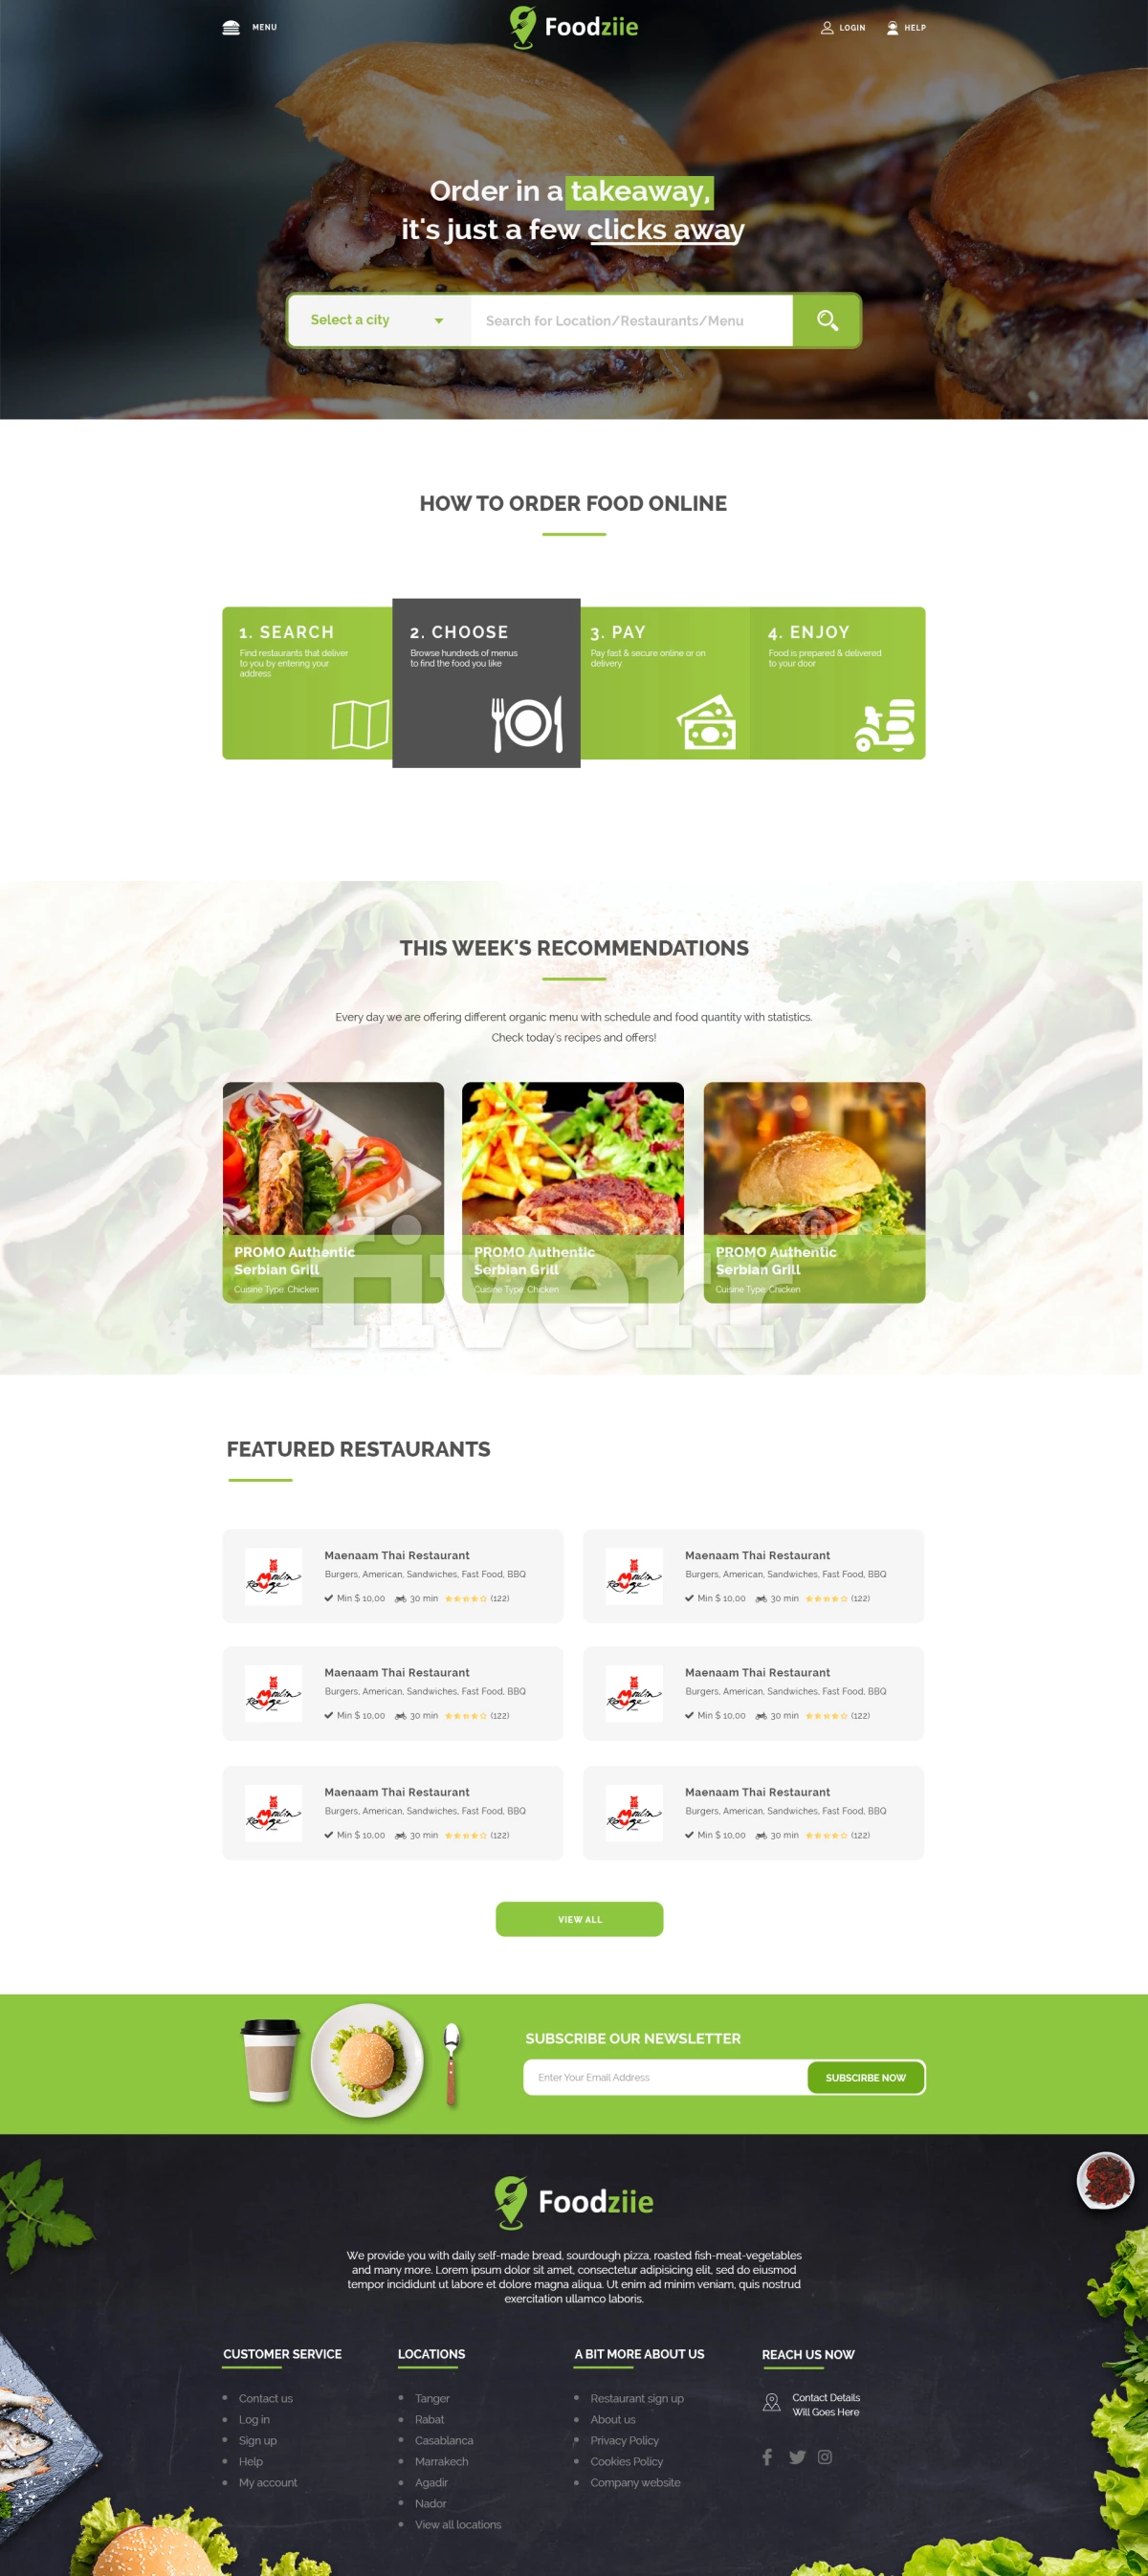 MENU
Foodziie
LOGIN
HELP
Order in a takeaway,
it's just a few clicks away
Select a city
Search for Location/Restaurants/Menu
HOW TO ORDER FOOD ONLINE
1. SEARCH
Find restaurants that deliver
to you by entering your
address
2. CHOOSE
Browse hundreds of menus
to find the food you like
3. PAY
Pay fast & secure online or on
delivery
4. ENJOY
Food is prepared & delivered
to your door
THIS WEEK'S RECOMMENDATIONS
Every day we are offering different organic menu with schedule and food quantity with statistics.
Check today's recipes and offers!
PROMO Authentic
Serbian Grill
Cuisine Type: Chicken
PROMO Authentic
Serbian Grill
Cuisine Type: Chicken
PROMO Authentic
Serbian Grill
Cuisine Type: Chicken
fiverr®
FEATURED RESTAURANTS
Moulin Rouge
Maenaam Thai Restaurant
Burgers, American, Sandwiches, Fast Food, BBQ
Min $ 10,00 30 min (122)
Moulin Rouge
Maenaam Thai Restaurant
Burgers, American, Sandwiches, Fast Food, BBQ
Min $ 10,00 30 min (122)
Moulin Rouge
Maenaam Thai Restaurant
Burgers, American, Sandwiches, Fast Food, BBQ
Min $ 10,00 30 min (122)
Moulin Rouge
Maenaam Thai Restaurant
Burgers, American, Sandwiches, Fast Food, BBQ
Min $ 10,00 30 min (122)
Moulin Rouge
Maenaam Thai Restaurant
Burgers, American, Sandwiches, Fast Food, BBQ
Min $ 10,00 30 min (122)
Moulin Rouge
Maenaam Thai Restaurant
Burgers, American, Sandwiches, Fast Food, BBQ
Min $ 10,00 30 min (122)
VIEW ALL
SUBSCRIBE OUR NEWSLETTER
Enter Your Email Address
SUBSCIRBE NOW
Foodziie
We provide you with daily self-made bread, sourdough pizza, roasted fish-meat-vegetables
and many more. Lorem ipsum dolor sit amet, consectetur adipisicing elit, sed do eiusmod
tempor incididunt ut labore et dolore magna aliqua. Ut enim ad minim veniam, quis nostrud
exercitation ullamco laboris.
CUSTOMER SERVICE
Contact us
Log in
Sign up
Help
My account
LOCATIONS
Tanger
Rabat
Casablanca
Marrakech
Agadir
Nador
View all locations
A BIT MORE ABOUT US
Restaurant sign up
About us
Privacy Policy
Cookies Policy
Company website
REACH US NOW
Contact Details
Will Goes Here